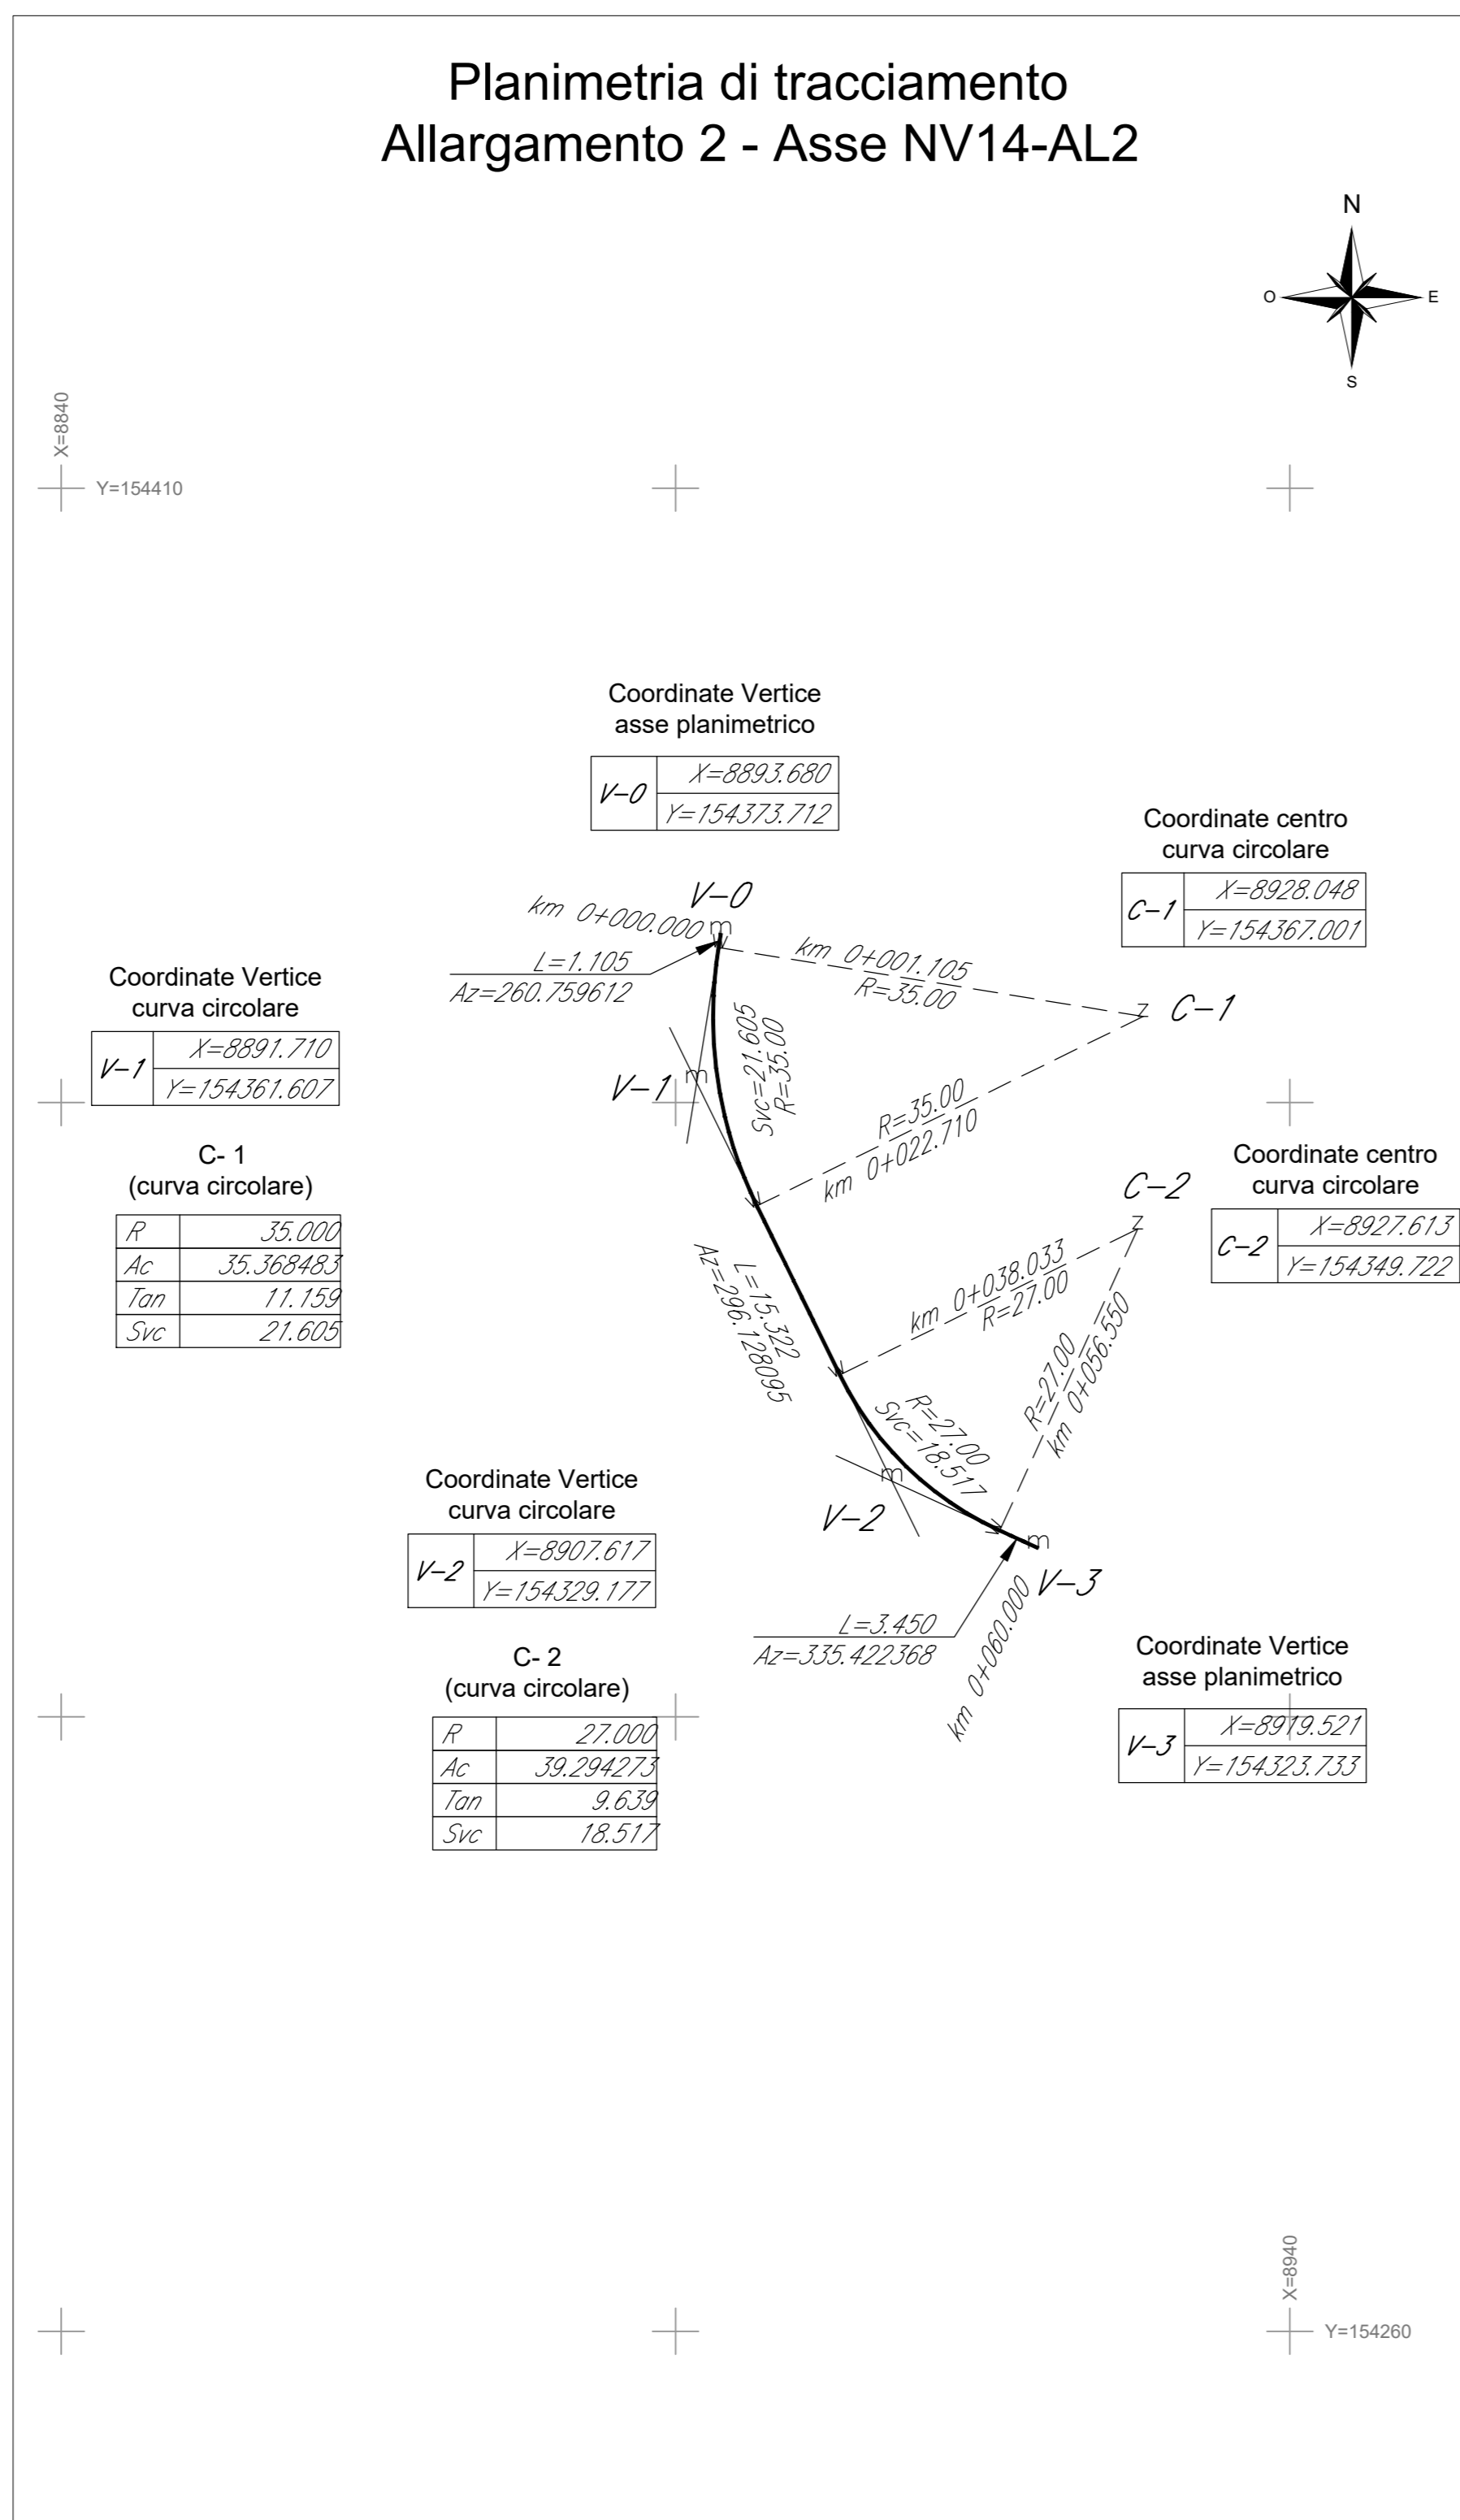 Planimetria di tracciamento
Allargamento 2 - Asse NV14-AL2
N
O
E
S
X=8840
Y=154410
Coordinate Vertice
asse planimetrico
V-0
X=8893.680
Y=154373.712
Coordinate centro
curva circolare
C-1
X=8928.048
Y=154367.001
V-0
km 0+000.000
m
L=1.105
Az=260.759612
km 0+001.105
R=35.00
C-1
Coordinate Vertice
curva circolare
V-1
X=8891.710
Y=154361.607
V-1
m
Svc=21.605
R=35.00
R=35.00
km 0+022.710
C- 1
(curva circolare)
R 35.000
Ac 35.368483
Tan 11.159
Svc 21.605
C-2
Coordinate centro
curva circolare
C-2
X=8927.613
Y=154349.722
L=15.322
Az=296.128095
km 0+038.033
R=27.00
R=27.00
km 0+056.550
R=27.00
Svc=18.517
m
V-2
Coordinate Vertice
curva circolare
V-2
X=8907.617
Y=154329.177
m
V-3
L=3.450
Az=335.422368
km 0+060.000
C- 2
(curva circolare)
R 27.000
Ac 39.294273
Tan 9.639
Svc 18.517
Coordinate Vertice
asse planimetrico
V-3
X=8919.521
Y=154323.733
X=8940
Y=154260